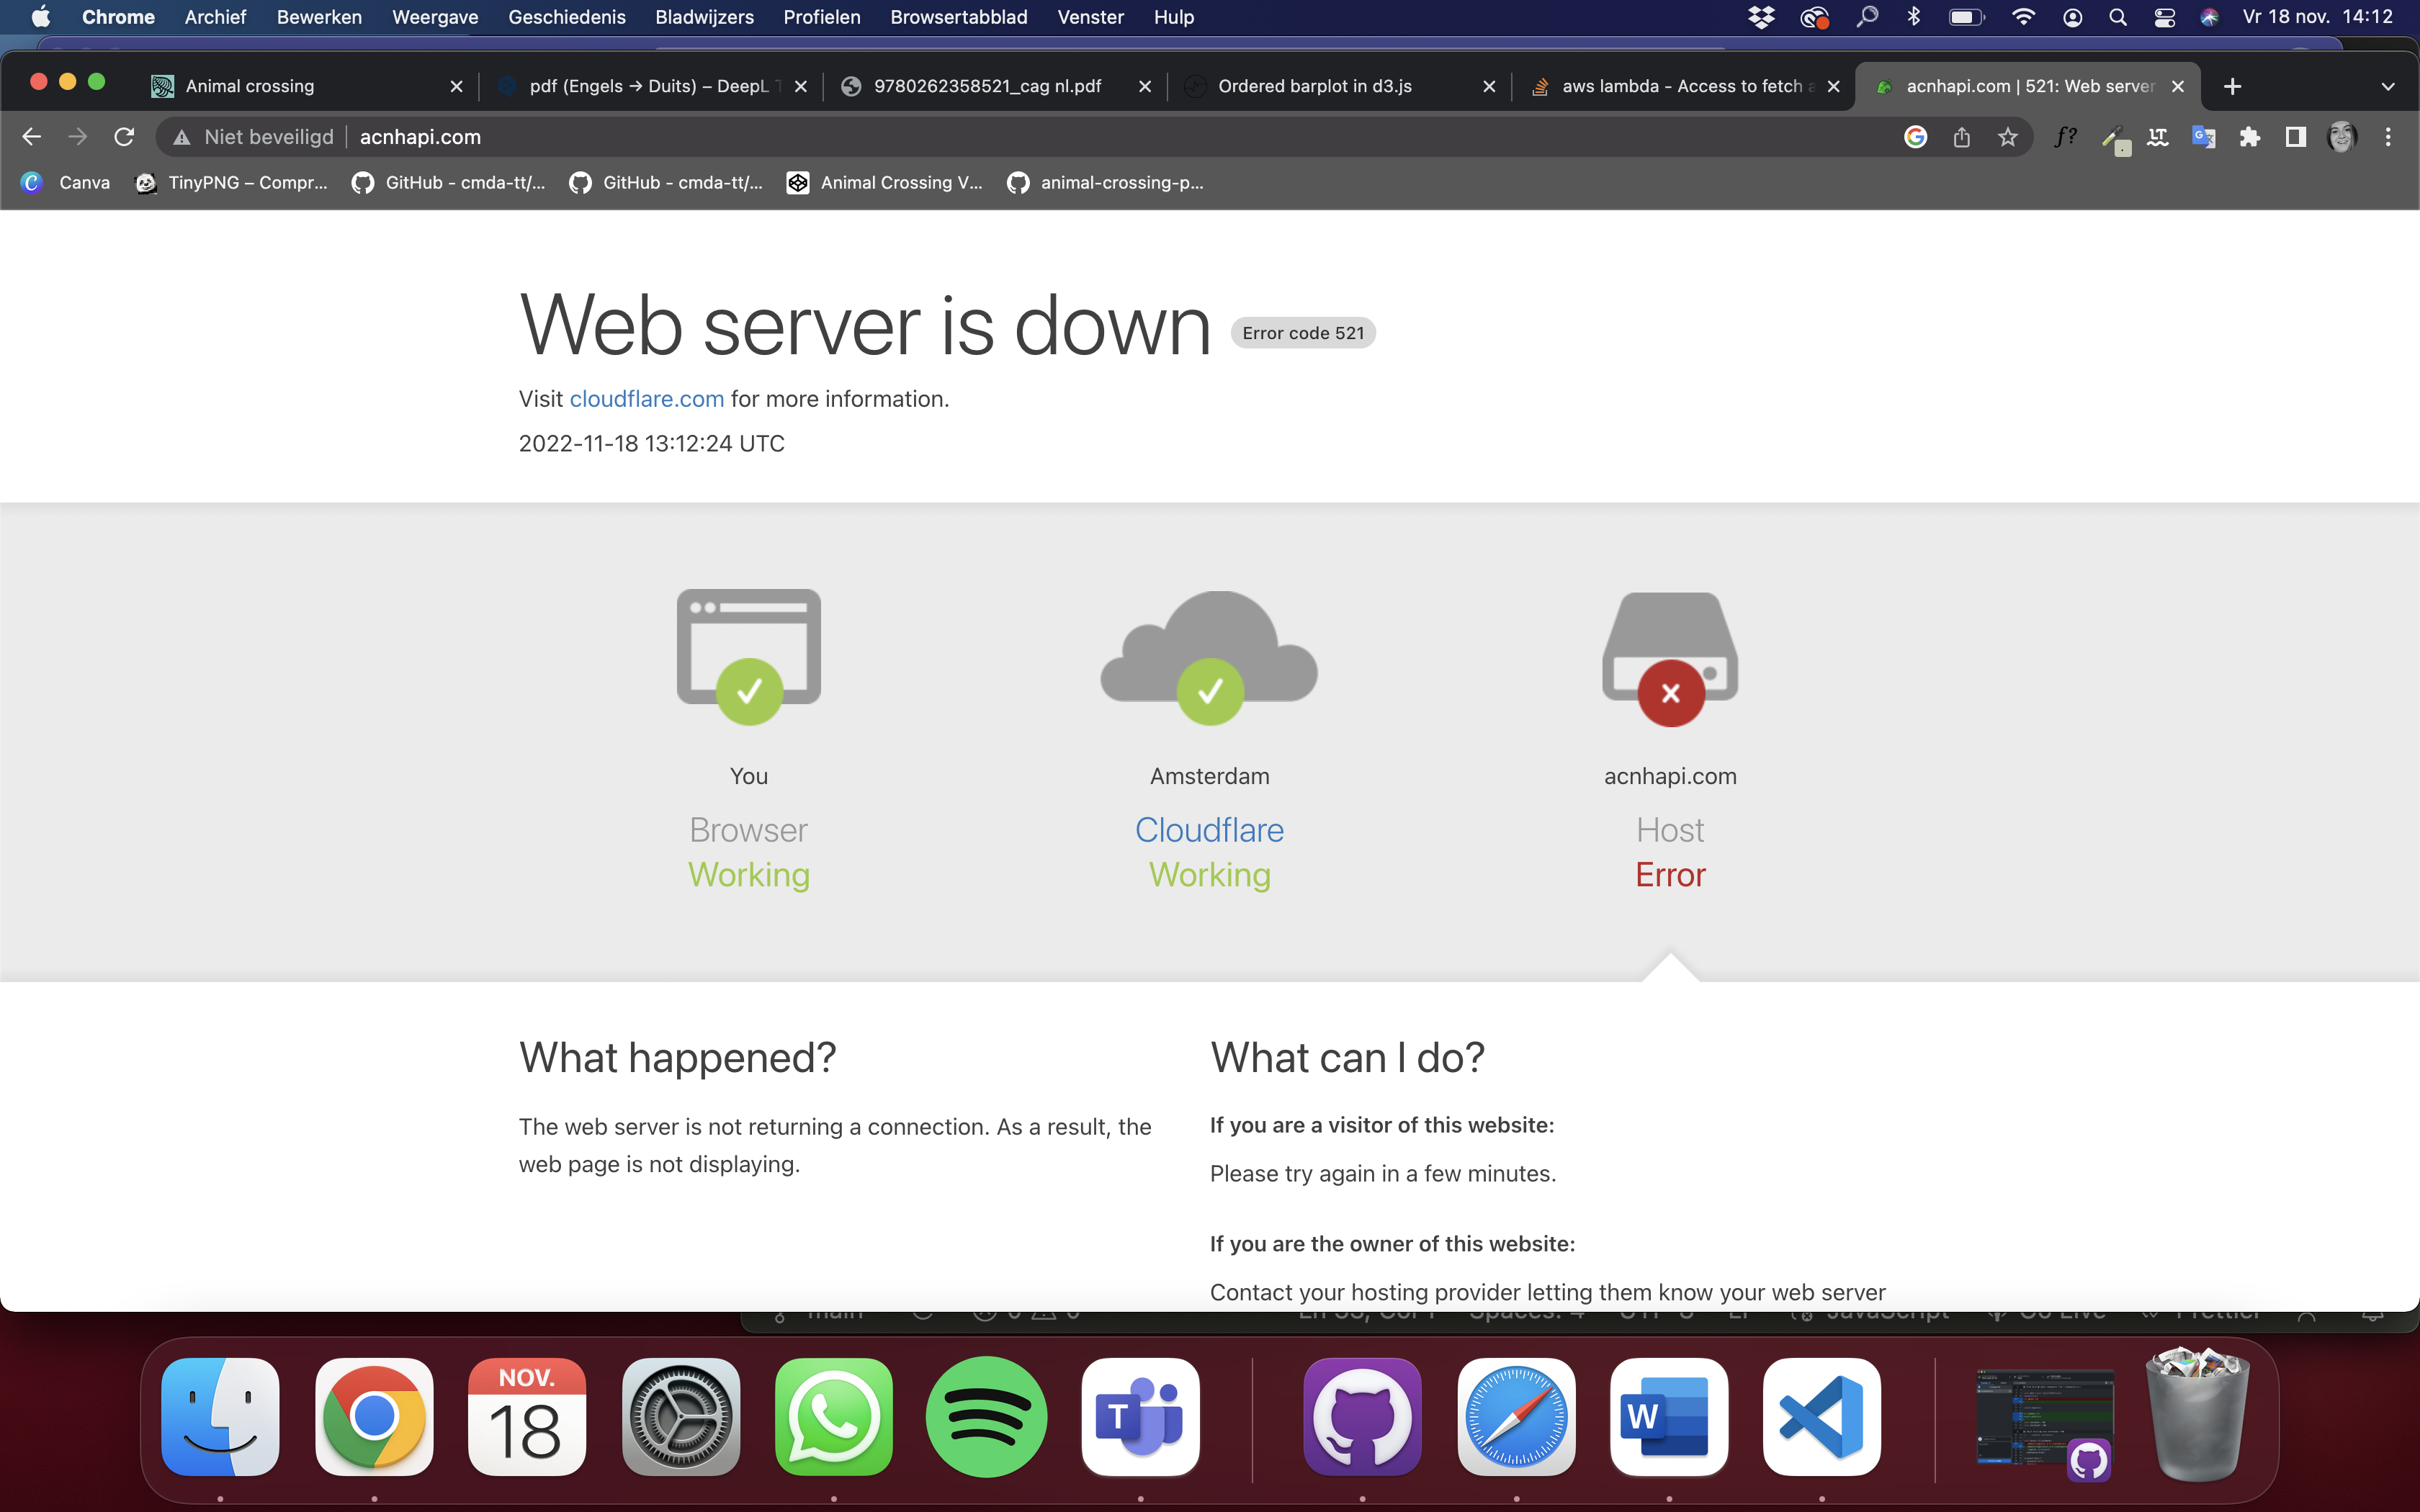 Chrome Archief Bewerken Weergave Geschiedenis Bladwijzers Profielen Browsertabblad Venster Hulp Vr 18 nov. 14:12
Animal crossing pdf (Engels → Duits) – DeepL 9780262358521_cag nl.pdf Ordered barplot in d3.js aws lambda - Access to fetch a acnhapi.com | 521: Web server
Niet beveiligd acnhapi.com f?
Canva TinyPNG – Compr... GitHub - cmda-tt/... GitHub - cmda-tt/... Animal Crossing V... animal-crossing-p...
Web server is down Error code 521
Visit cloudflare.com for more information.
2022-11-18 13:12:24 UTC
You Amsterdam acnhapi.com
Browser Cloudflare Host
Working Working Error
What happened?
The web server is not returning a connection. As a result, the
web page is not displaying.
What can I do?
If you are a visitor of this website:
Please try again in a few minutes.
If you are the owner of this website:
Contact your hosting provider letting them know your web server
NOV.
18
T
W